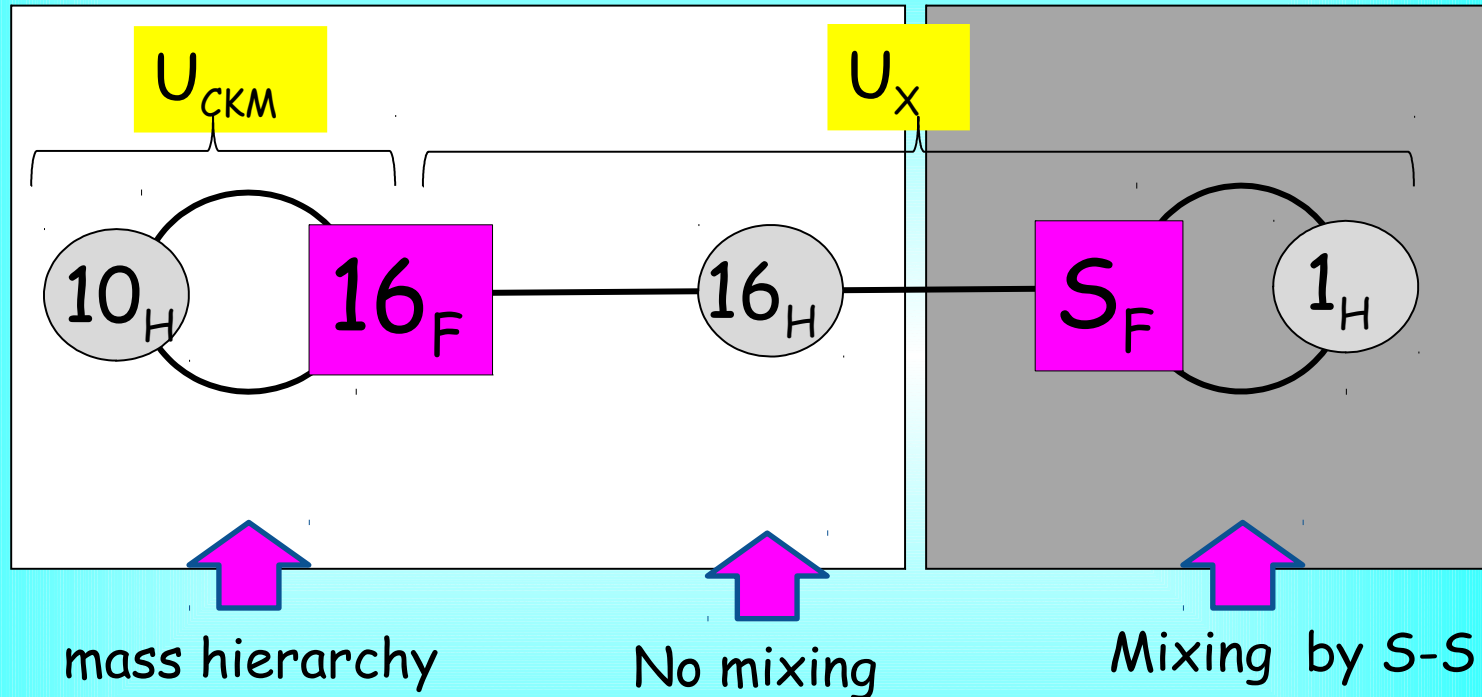 U_CKM
U_X
10_H
16_F
16_H
S_F
1_H
mass hierarchy
No mixing
Mixing by S-S